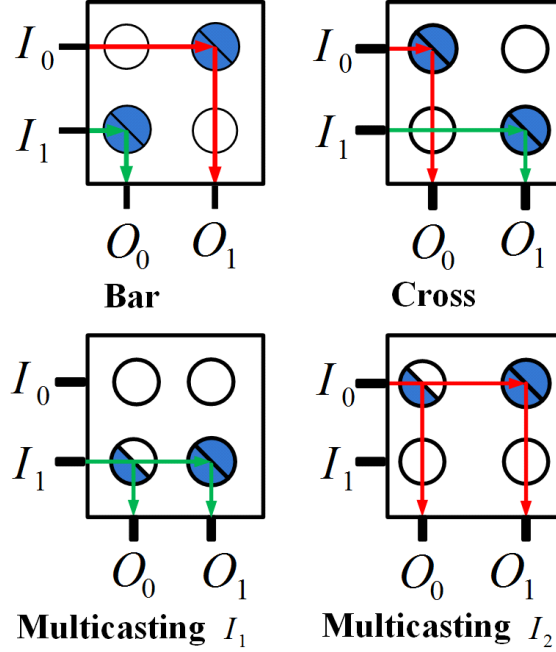 I0 I0
I1 I1
O0 O1 O0 O1
Bar Cross
I0 I0
I1 I1
O0 O1 O0 O1
Multicasting I1 Multicasting I2